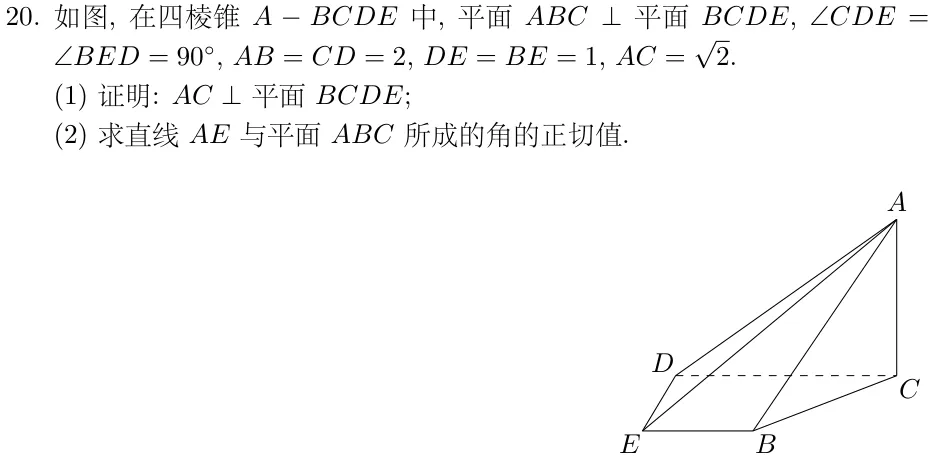 20. 如图, 在四棱锥 A − BCDE 中, 平面 ABC ⊥ 平面 BCDE, ∠CDE =
∠BED = 90°, AB = CD = 2, DE = BE = 1, AC = √2.
(1) 证明: AC ⊥ 平面 BCDE;
(2) 求直线 AE 与平面 ABC 所成的角的正切值.
A
D
C
E
B